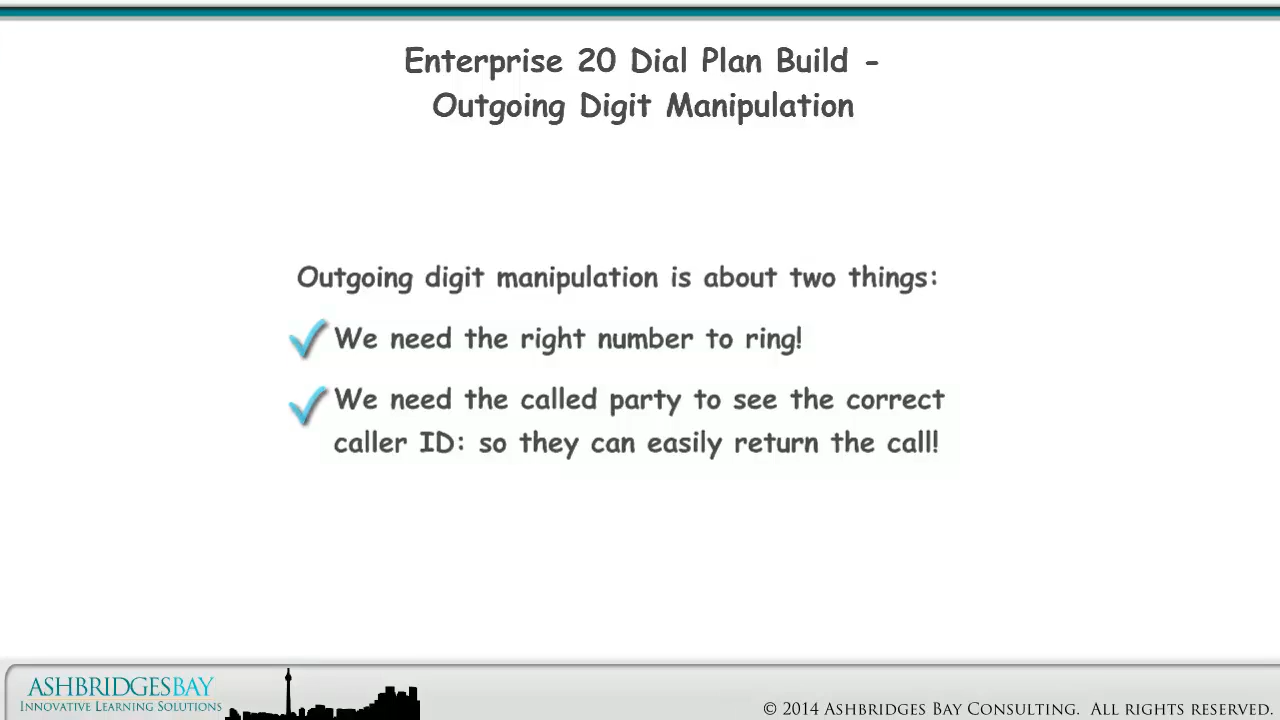 Enterprise 20 Dial Plan Build -
Outgoing Digit Manipulation
Outgoing digit manipulation is about two things:
We need the right number to ring!
We need the called party to see the correct
caller ID: so they can easily return the call!
ASHBRIDGESBAY
INNOVATIVE LEARNING SOLUTIONS
© 2014 ASHBRIDGES BAY CONSULTING. ALL RIGHTS RESERVED.